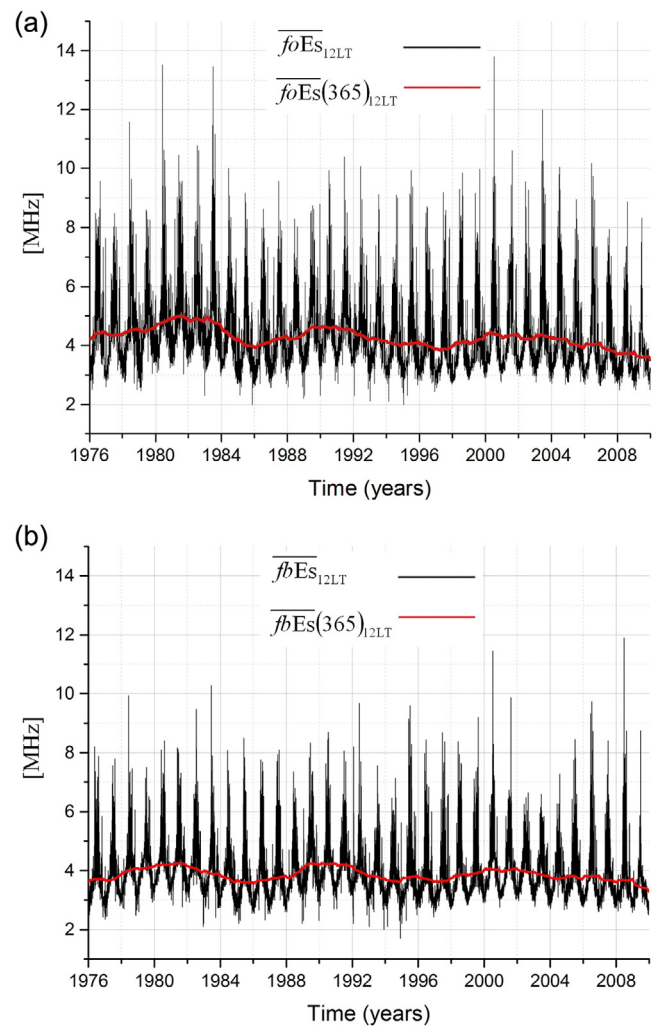 (a)
foEs12LT
foEs(365)12LT
14
12
10
8
6
4
2
[MHz]
1976 1980 1984 1988 1992 1996 2000 2004 2008
Time (years)
(b)
fbEs12LT
fbEs(365)12LT
14
12
10
8
6
4
2
[MHz]
1976 1980 1984 1988 1992 1996 2000 2004 2008
Time (years)